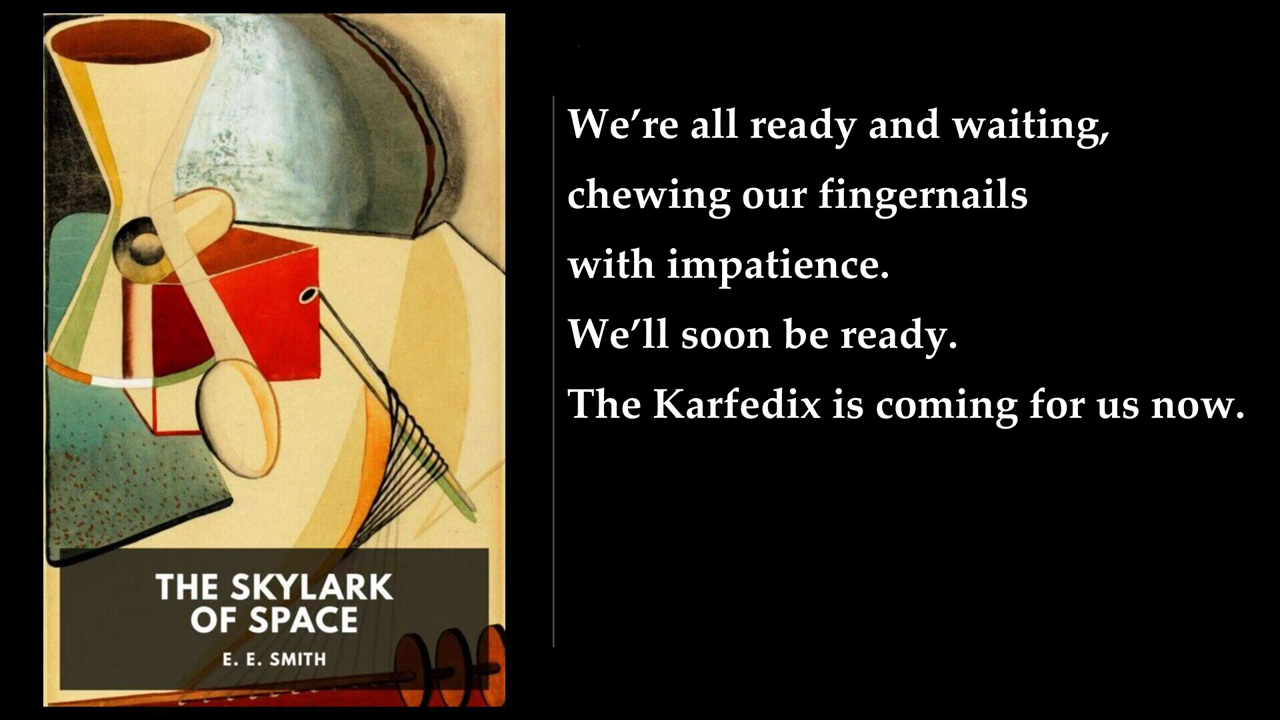 We’re all ready and waiting,
chewing our fingernails
with impatience.
We’ll soon be ready.
The Karfedix is coming for us now.
THE SKYLARK
OF SPACE
E. E. SMITH